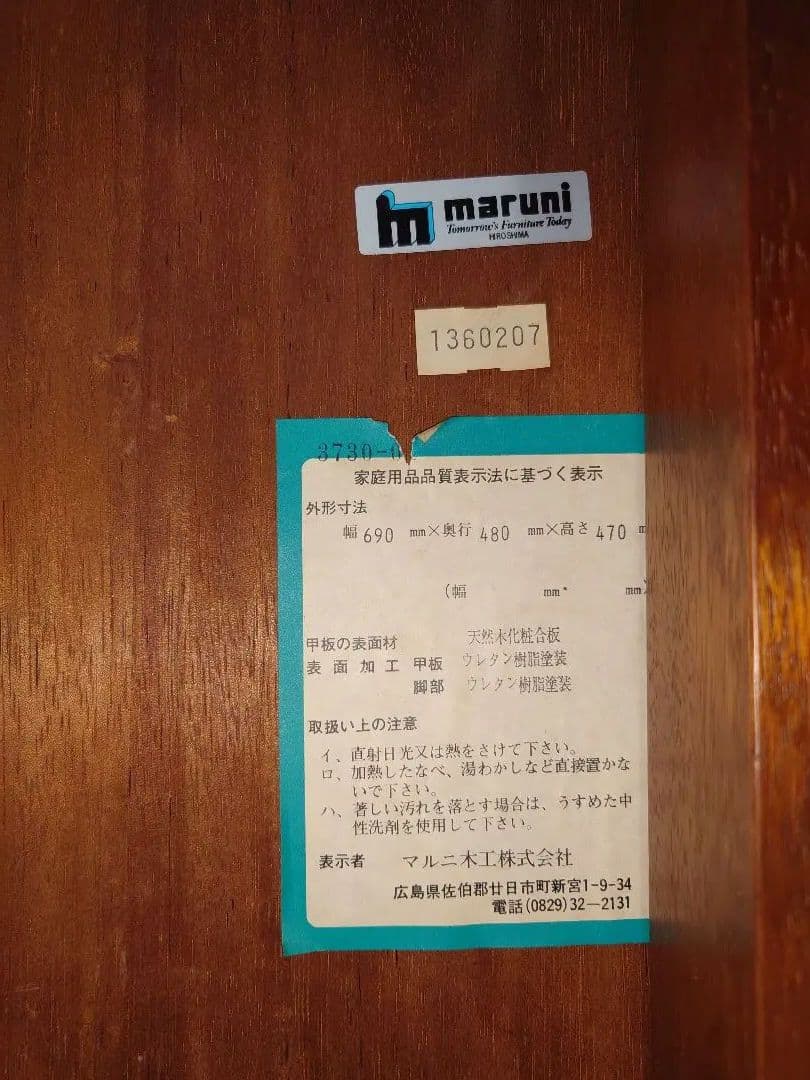 maruni
Tomorrow's Furniture Today
HIROSHIMA
1360207
3730-0
家庭用品品質表示法に基づく表示
外形寸法
幅 690 mm×奥行 480 mm×高さ 470 m
(幅 mm・ mm)
甲板の表面材 天然木化粧合板
表面加工 甲板 ウレタン樹脂塗装
脚部 ウレタン樹脂塗装
取扱い上の注意
イ、直射日光又は熱をさけて下さい。
ロ、加熱したなべ、湯わかしなど直接置かな
いで下さい。
ハ、著しい汚れを落とす場合は、うすめた中
性洗剤を使用して下さい。
表示者 マルニ木工株式会社
広島県佐伯郡廿日市町新宮1-9-34
電話(0829)32―2131